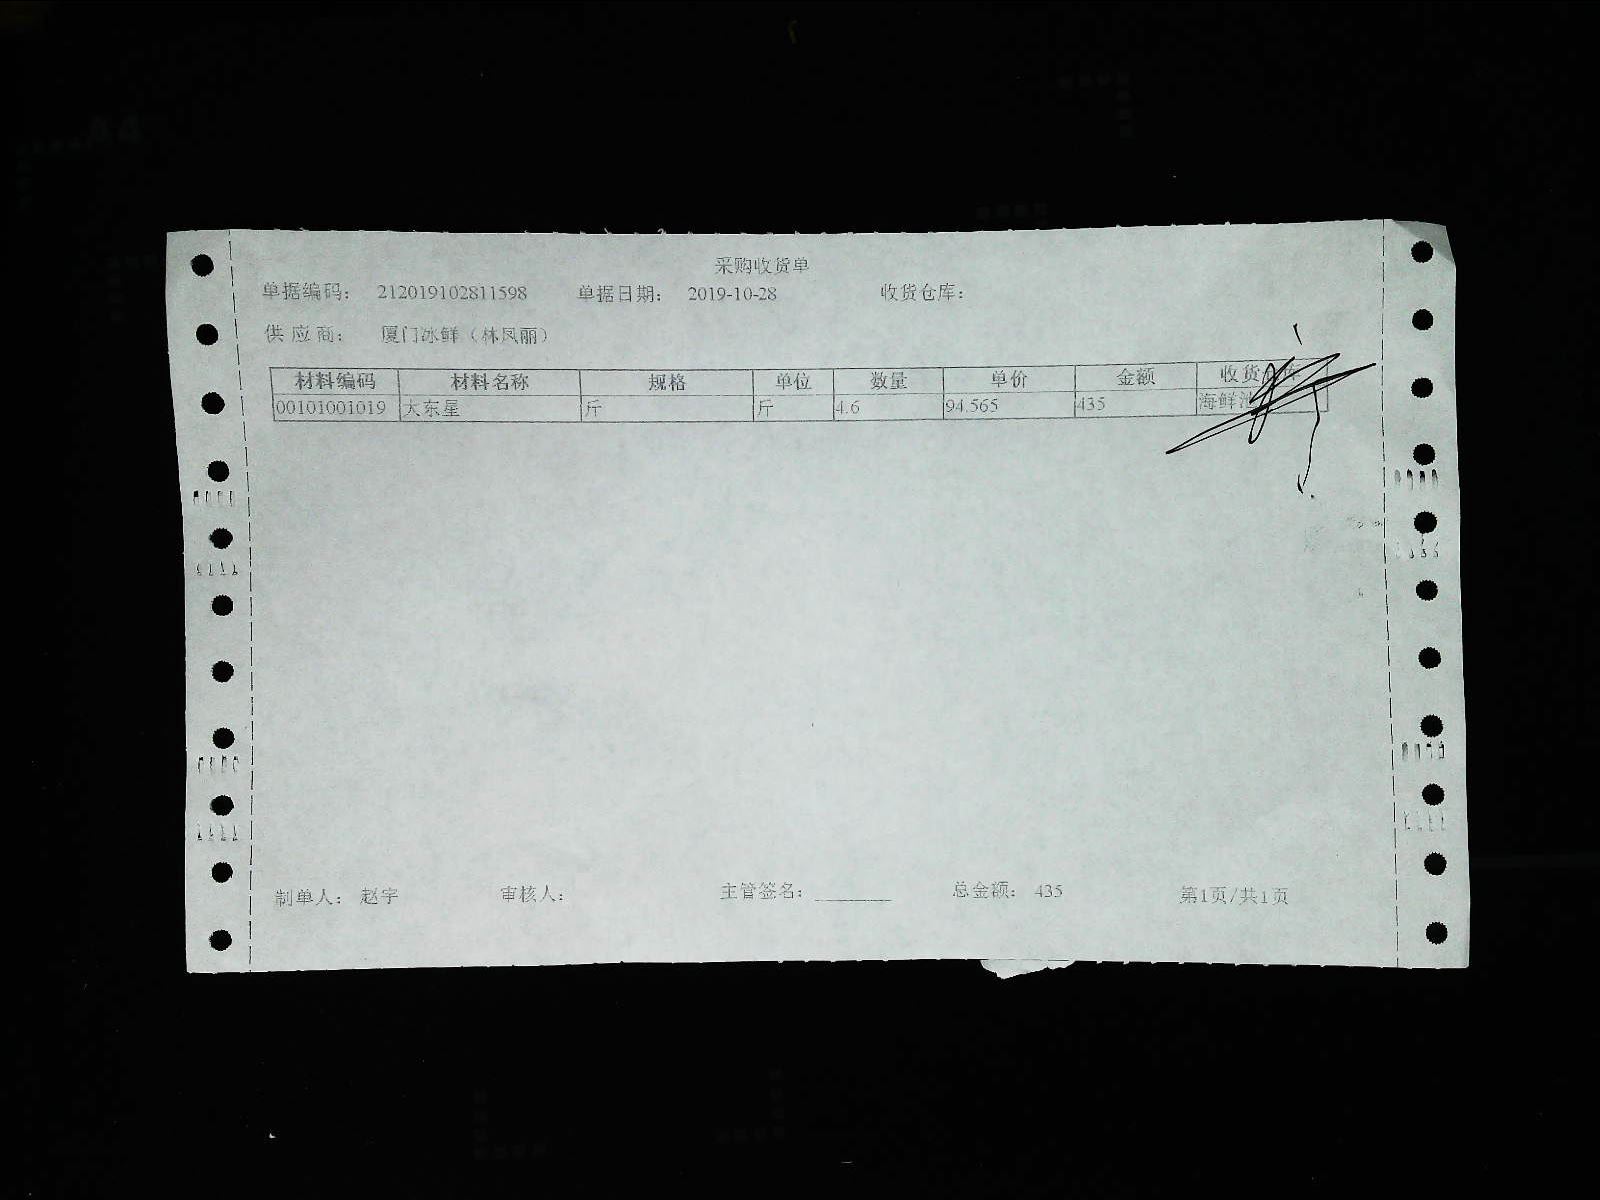 采购收货单
单据编码: 212019102811598 单据日期: 2019-10-28 收货仓库:
供应商: 厦门冰鲜（林凤丽）
材料编码 材料名称 规格 单位 数量 单价 金额 收货仓库
00101001019 大东星 斤 斤 4.6 94.565 435 海鲜池
制单人: 赵宇 审核人: 主管签名: 总金额: 435 第1页/共1页